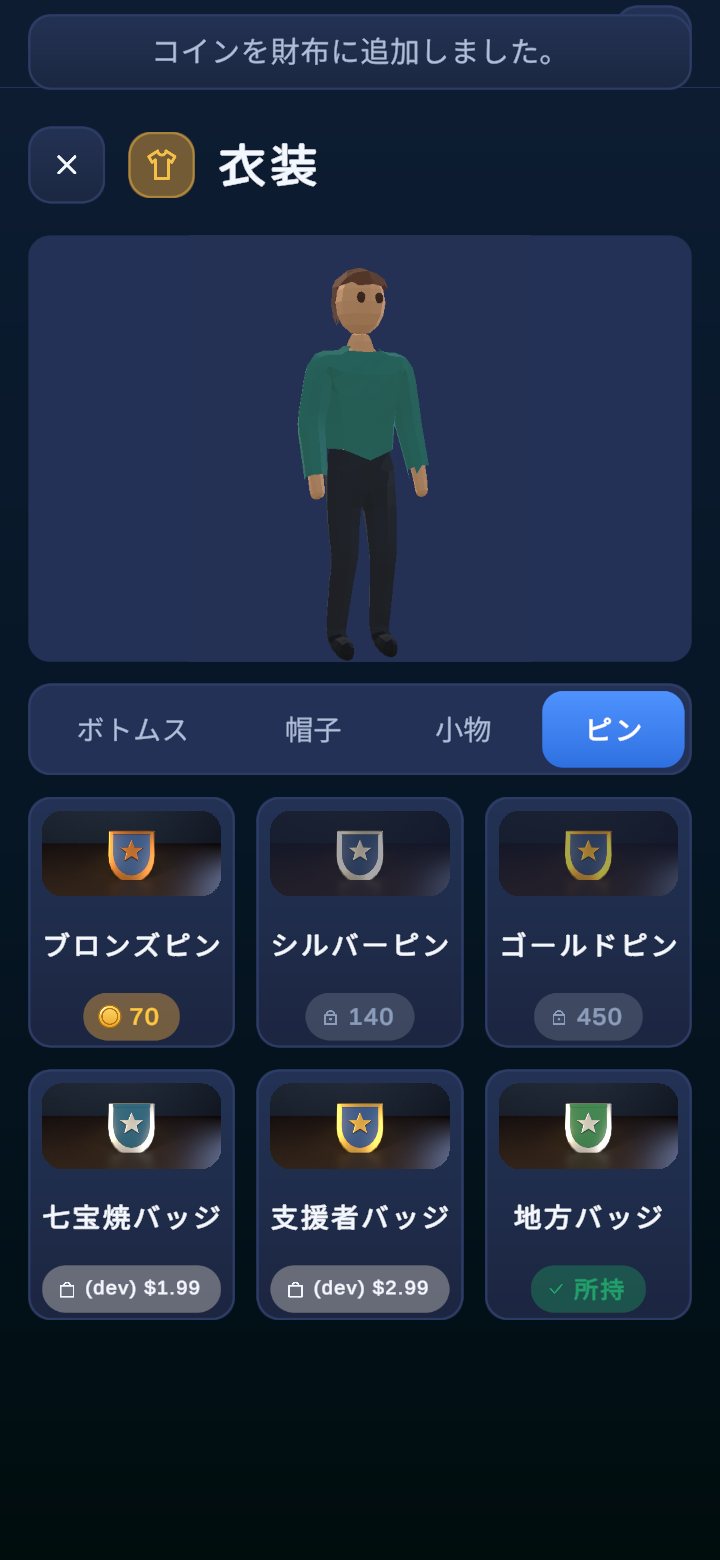 コインを財布に追加しました。
衣装
ボトムス 帽子 小物 ピン
ブロンズピン シルバーピン ゴールドピン
70 140 450
七宝焼バッジ 支援者バッジ 地方バッジ
(dev) $1.99 (dev) $2.99 所持